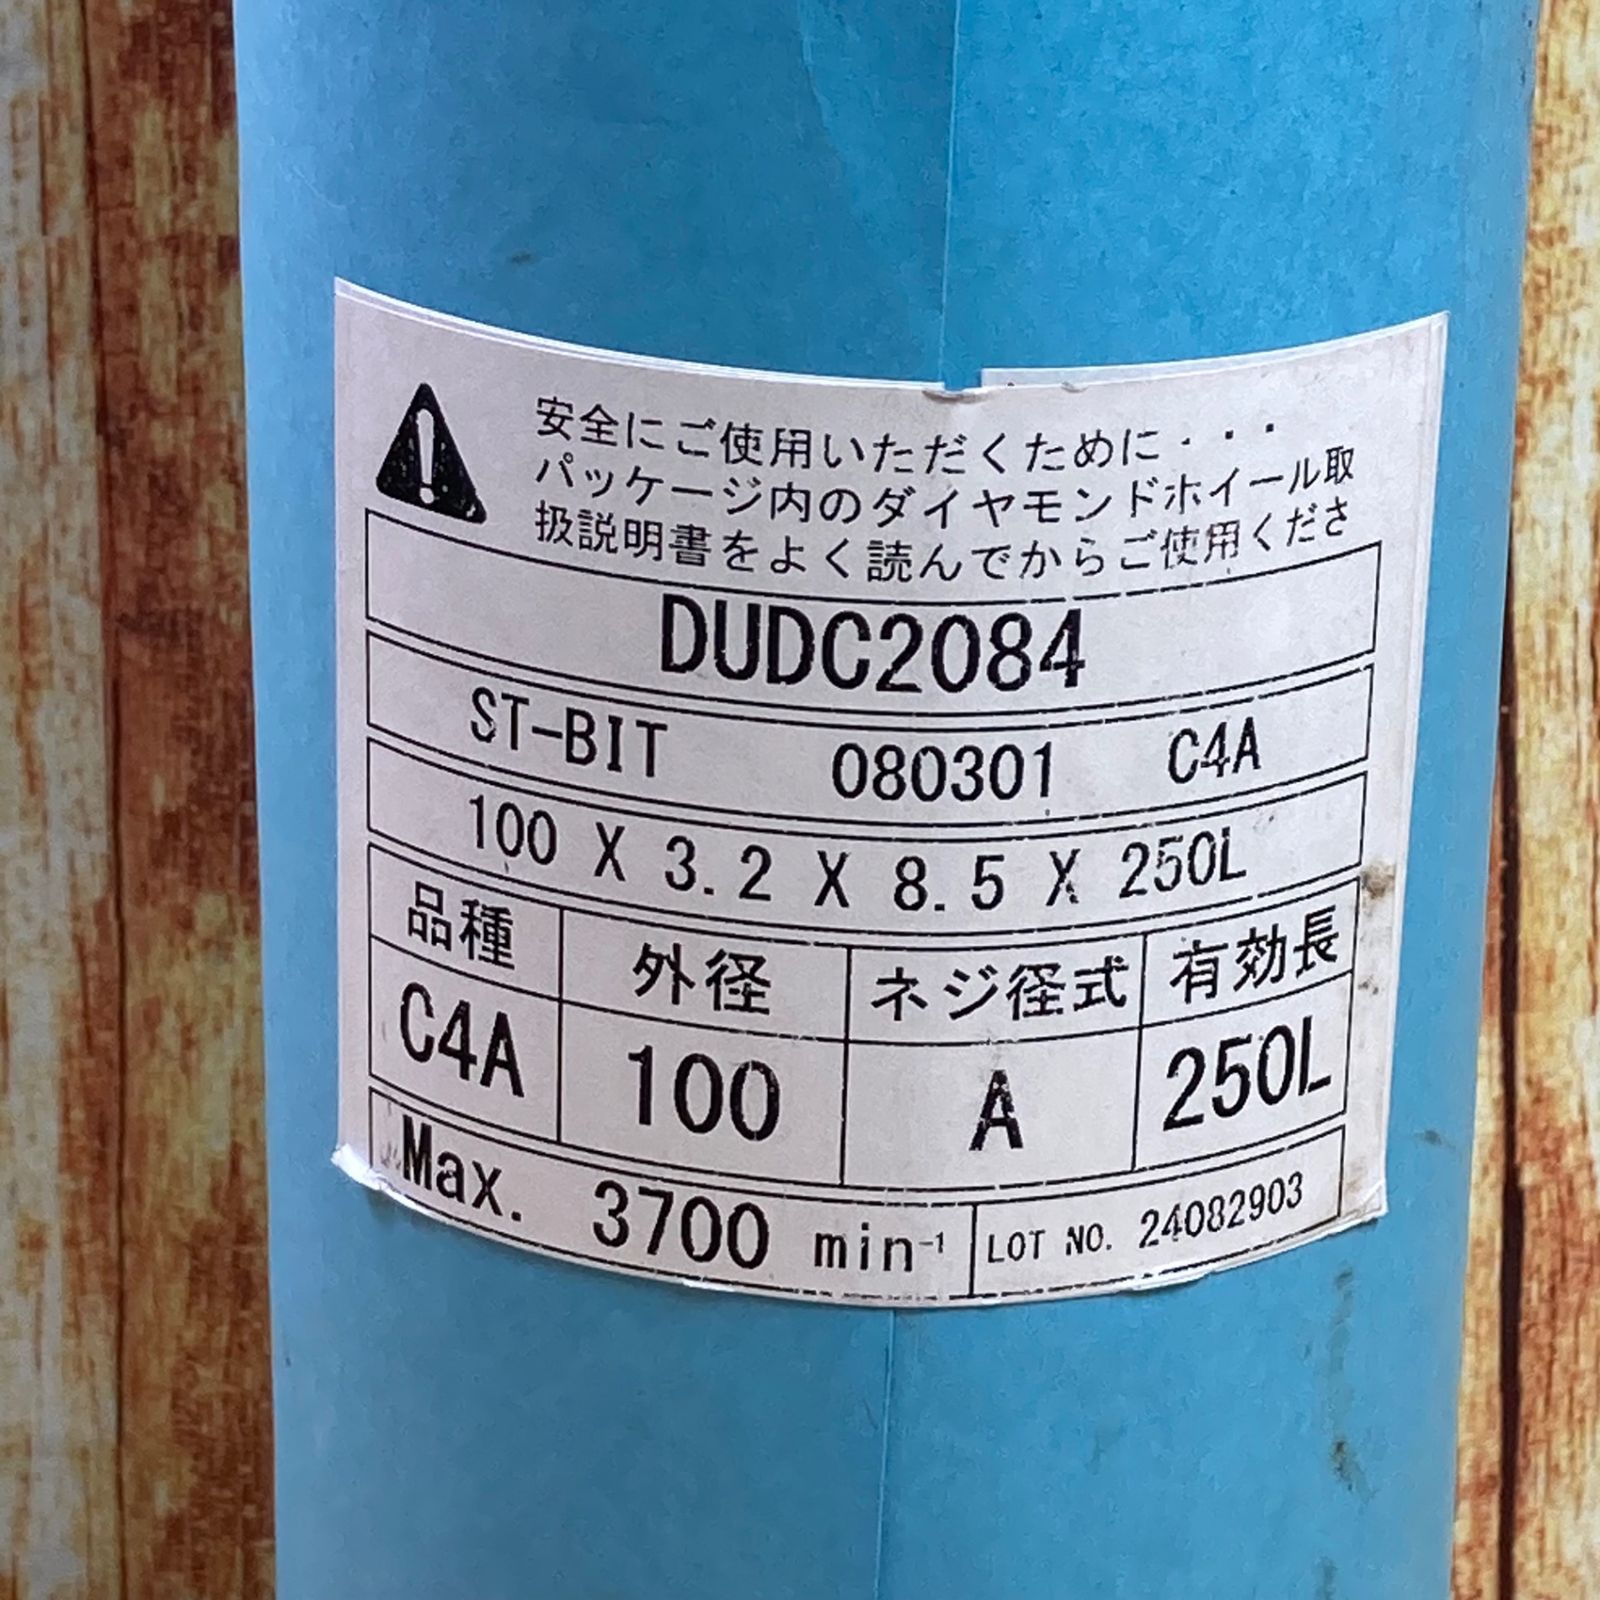 安全にご使用いただくために・・・
パッケージ内のダイヤモンドホイール取
扱説明書をよく読んでからご使用くださ
DUDC2084
ST-BIT 080301 C4A
100 X 3.2 X 8.5 X 250L
品種 外径 ネジ径式 有効長
C4A 100 A 250L
Max. 3700 min⁻¹ LOT NO. 24082903